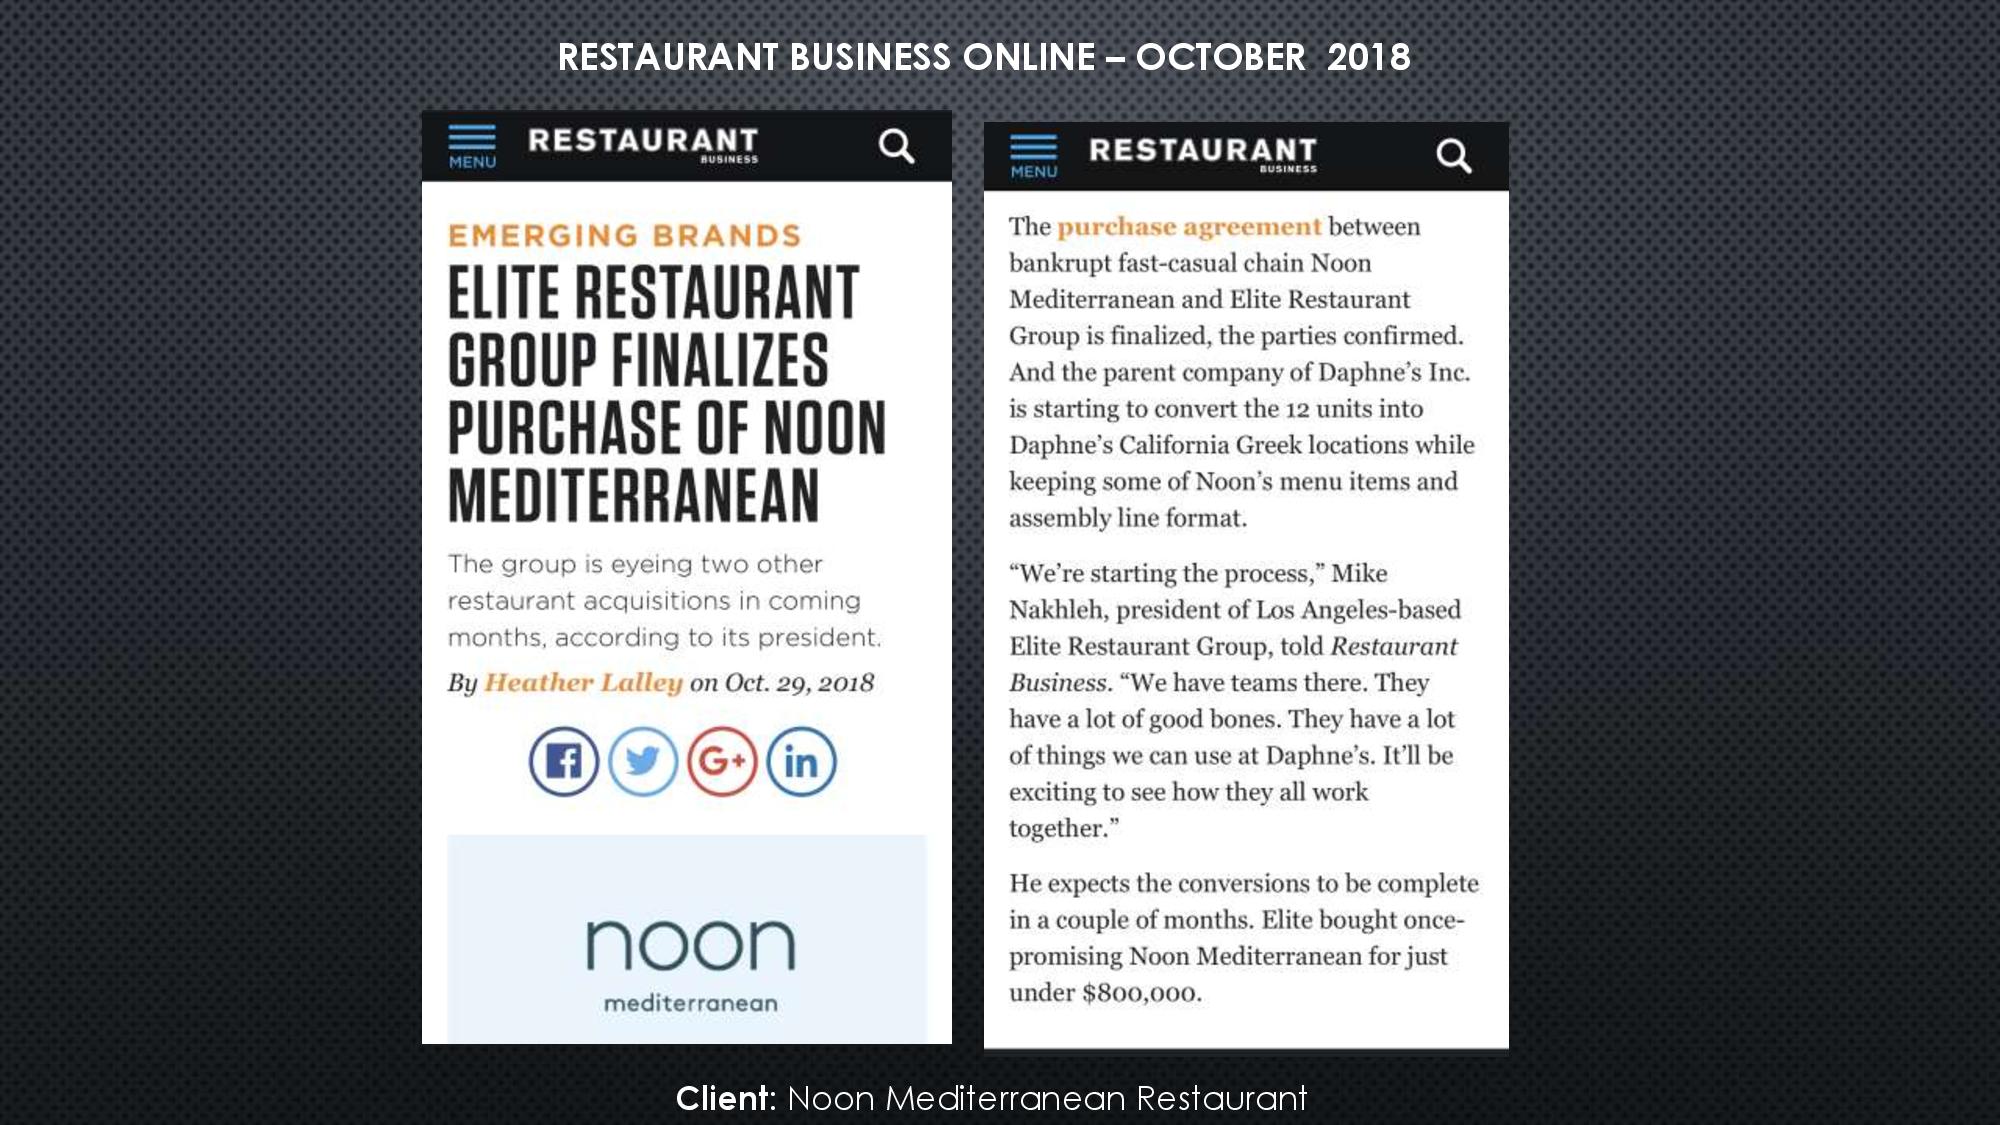 RESTAURANT BUSINESS ONLINE – OCTOBER 2018
MENU
RESTAURANT
BUSINESS
EMERGING BRANDS
ELITE RESTAURANT
GROUP FINALIZES
PURCHASE OF NOON
MEDITERRANEAN
The group is eyeing two other
restaurant acquisitions in coming
months, according to its president.
By Heather Lalley on Oct. 29, 2018
f
G+
in
noon
mediterranean
MENU
RESTAURANT
BUSINESS
The purchase agreement between
bankrupt fast-casual chain Noon
Mediterranean and Elite Restaurant
Group is finalized, the parties confirmed.
And the parent company of Daphne’s Inc.
is starting to convert the 12 units into
Daphne’s California Greek locations while
keeping some of Noon’s menu items and
assembly line format.
“We’re starting the process,” Mike
Nakhleh, president of Los Angeles-based
Elite Restaurant Group, told Restaurant
Business. “We have teams there. They
have a lot of good bones. They have a lot
of things we can use at Daphne’s. It’ll be
exciting to see how they all work
together.”
He expects the conversions to be complete
in a couple of months. Elite bought once-
promising Noon Mediterranean for just
under $800,000.
Client: Noon Mediterranean Restaurant